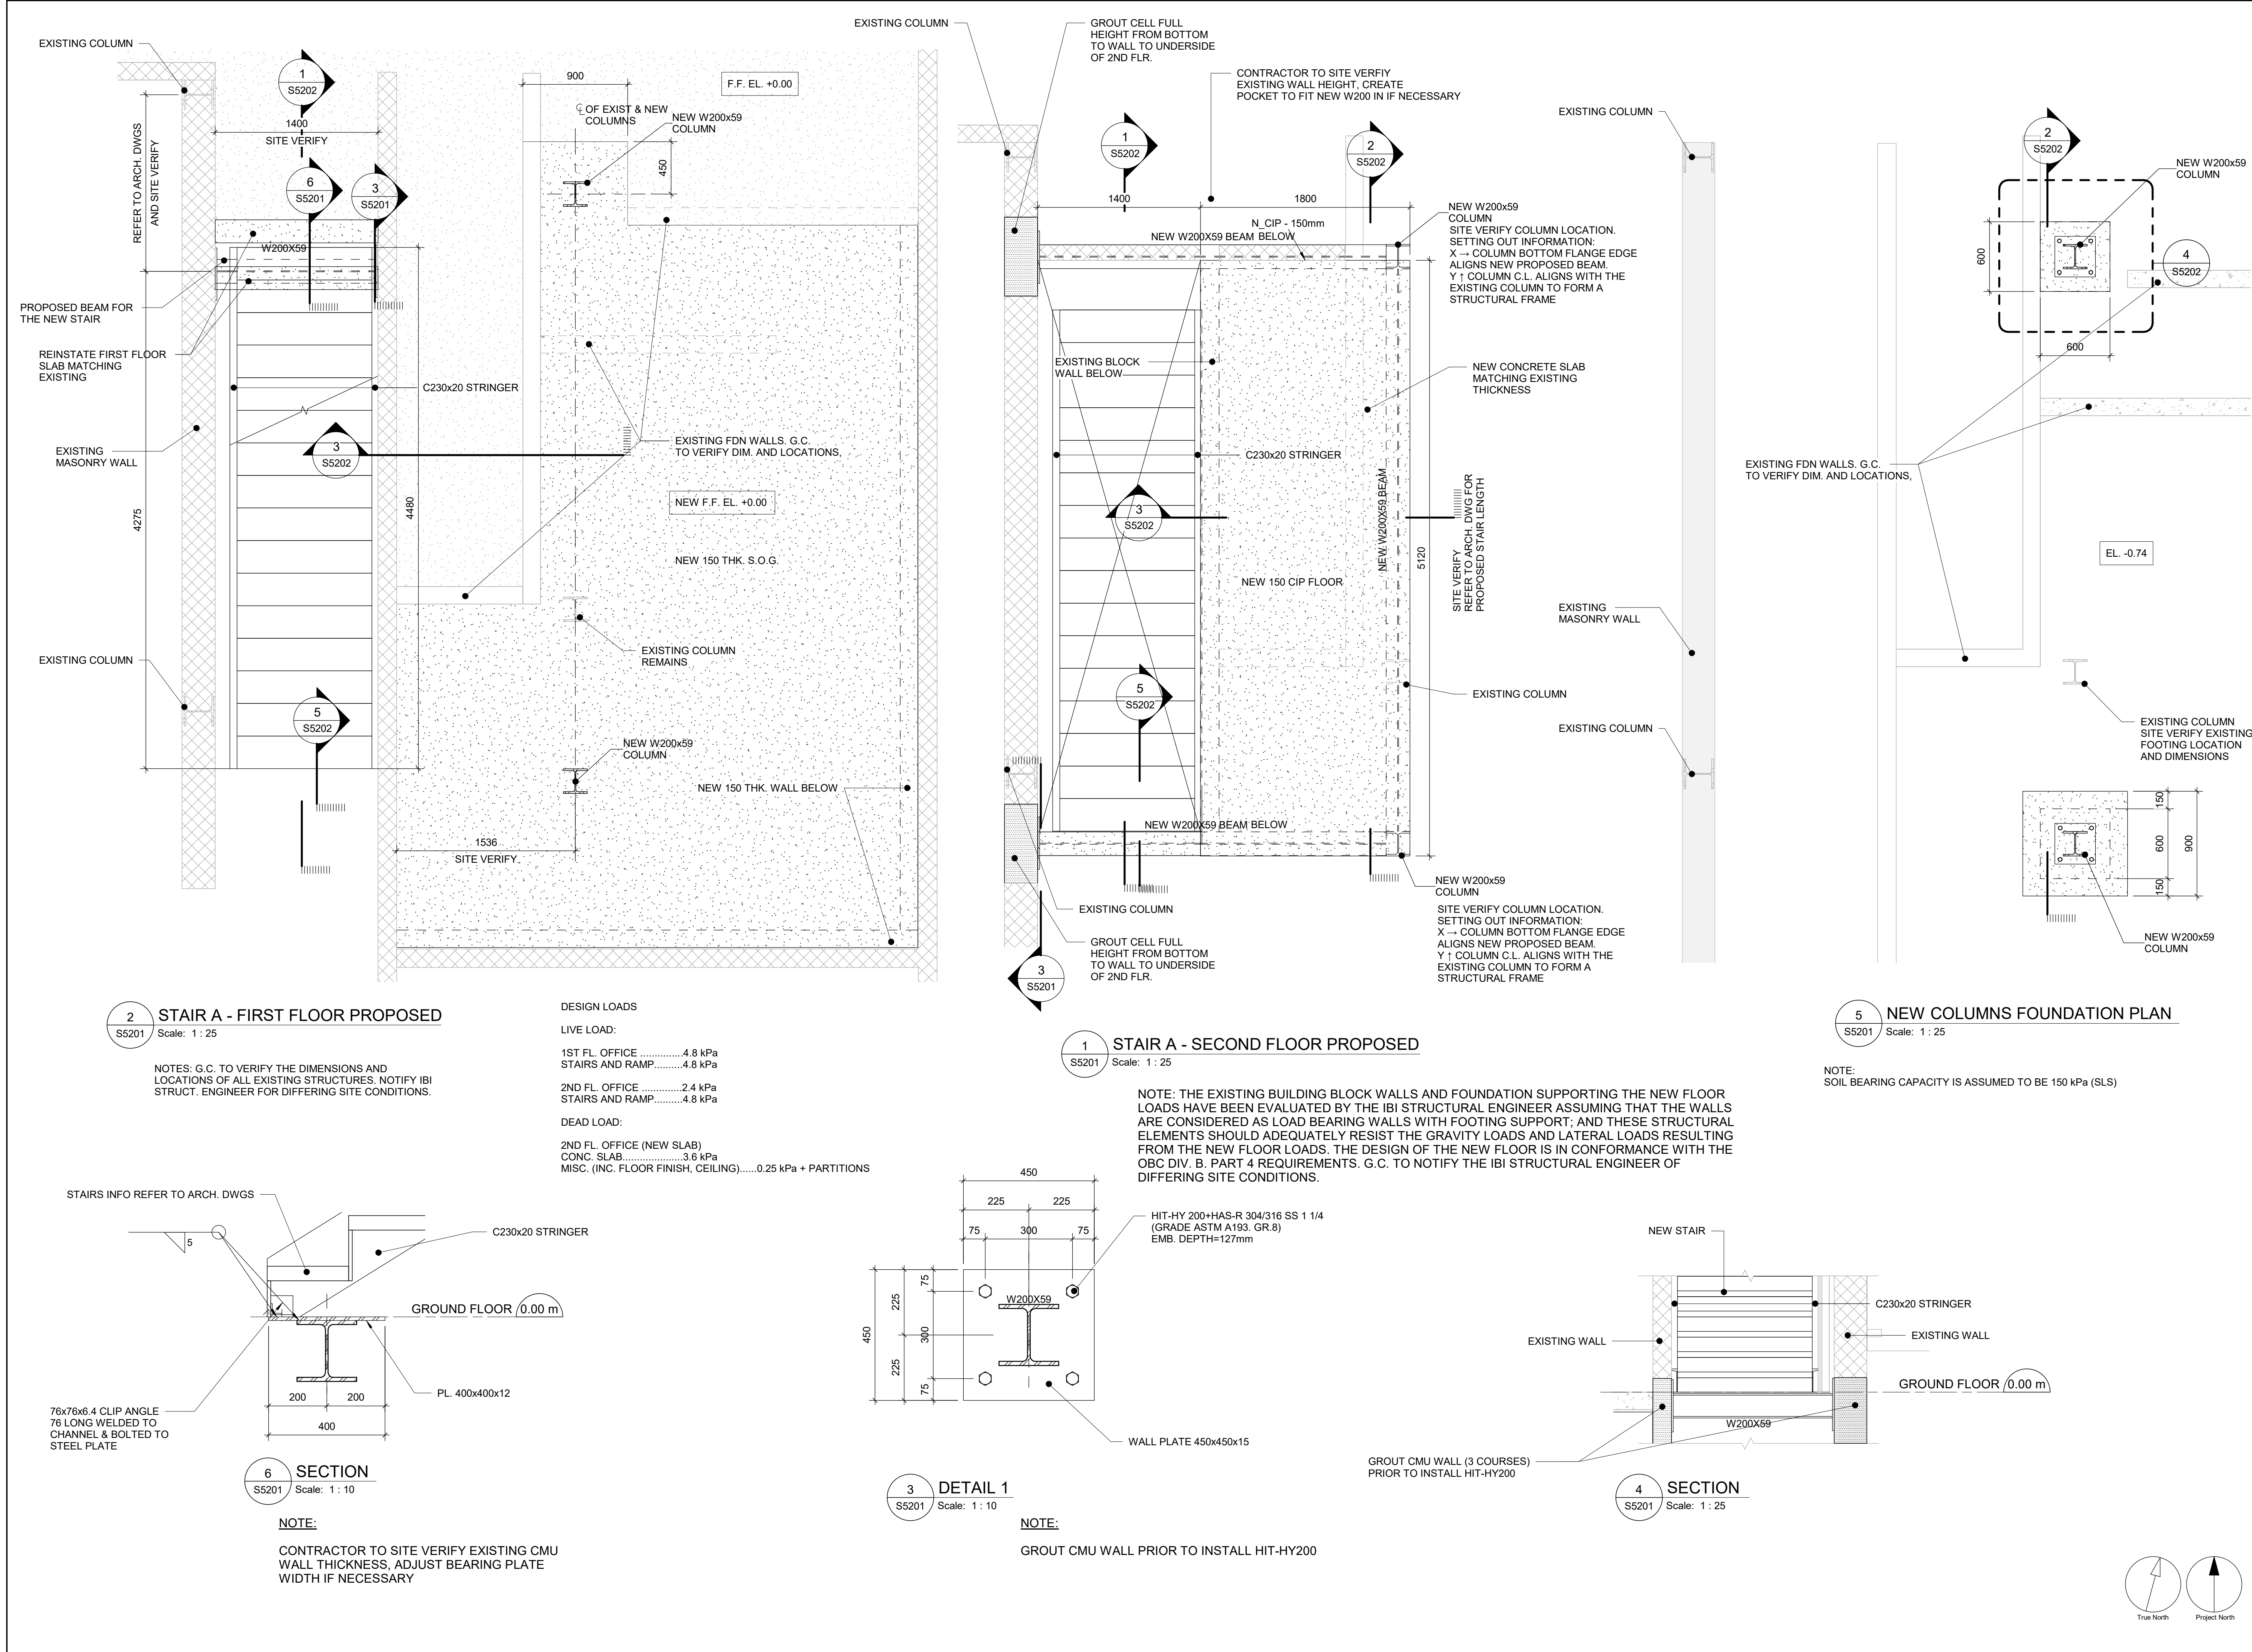 EXISTING COLUMN
1
S5202
900
F.F. EL. +0.00
℄ OF EXIST & NEW
COLUMNS
NEW W200x59
COLUMN
REFER TO ARCH. DWGS
AND SITE VERIFY
1400
SITE VERIFY
450
6
S5201
3
S5201
W200X59
PROPOSED BEAM FOR
THE NEW STAIR
REINSTATE FIRST FLOOR
SLAB MATCHING
EXISTING
C230x20 STRINGER
EXISTING
MASONRY WALL
3
S5202
EXISTING FDN WALLS. G.C.
TO VERIFY DIM. AND LOCATIONS,
4275
4480
NEW F.F. EL. +0.00
NEW 150 THK. S.O.G.
EXISTING COLUMN
REMAINS
EXISTING COLUMN
5
S5202
NEW W200x59
COLUMN
NEW 150 THK. WALL BELOW
1536
SITE VERIFY
2
S5201
STAIR A - FIRST FLOOR PROPOSED
Scale: 1 : 25
NOTES: G.C. TO VERIFY THE DIMENSIONS AND
LOCATIONS OF ALL EXISTING STRUCTURES. NOTIFY IBI
STRUCT. ENGINEER FOR DIFFERING SITE CONDITIONS.
DESIGN LOADS
LIVE LOAD:
1ST FL. OFFICE ...............4.8 kPa
STAIRS AND RAMP..........4.8 kPa
2ND FL. OFFICE ..............2.4 kPa
STAIRS AND RAMP..........4.8 kPa
DEAD LOAD:
2ND FL. OFFICE (NEW SLAB)
CONC. SLAB.....................3.6 kPa
MISC. (INC. FLOOR FINISH, CEILING)......0.25 kPa + PARTITIONS
EXISTING COLUMN
GROUT CELL FULL
HEIGHT FROM BOTTOM
TO WALL TO UNDERSIDE
OF 2ND FLR.
CONTRACTOR TO SITE VERFIY
EXISTING WALL HEIGHT, CREATE
POCKET TO FIT NEW W200 IN IF NECESSARY
1
S5202
2
S5202
1400
1800
N_CIP - 150mm
NEW W200X59 BEAM BELOW
NEW W200x59
COLUMN
SITE VERIFY COLUMN LOCATION.
SETTING OUT INFORMATION:
X → COLUMN BOTTOM FLANGE EDGE
ALIGNS NEW PROPOSED BEAM.
Y ↑ COLUMN C.L. ALIGNS WITH THE
EXISTING COLUMN TO FORM A
STRUCTURAL FRAME
EXISTING BLOCK
WALL BELOW
NEW CONCRETE SLAB
MATCHING EXISTING
THICKNESS
C230x20 STRINGER
3
S5202
NEW W200X59 BEAM
5120
SITE VERIFY
REFER TO ARCH. DWG FOR
PROPOSED STAIR LENGTH
NEW 150 CIP FLOOR
5
S5202
EXISTING COLUMN
NEW W200X59 BEAM BELOW
NEW W200x59
COLUMN
SITE VERIFY COLUMN LOCATION.
SETTING OUT INFORMATION:
X → COLUMN BOTTOM FLANGE EDGE
ALIGNS NEW PROPOSED BEAM.
Y ↑ COLUMN C.L. ALIGNS WITH THE
EXISTING COLUMN TO FORM A
STRUCTURAL FRAME
EXISTING COLUMN
GROUT CELL FULL
HEIGHT FROM BOTTOM
TO WALL TO UNDERSIDE
OF 2ND FLR.
3
S5201
1
S5201
STAIR A - SECOND FLOOR PROPOSED
Scale: 1 : 25
NOTE: THE EXISTING BUILDING BLOCK WALLS AND FOUNDATION SUPPORTING THE NEW FLOOR
LOADS HAVE BEEN EVALUATED BY THE IBI STRUCTURAL ENGINEER ASSUMING THAT THE WALLS
ARE CONSIDERED AS LOAD BEARING WALLS WITH FOOTING SUPPORT; AND THESE STRUCTURAL
ELEMENTS SHOULD ADEQUATELY RESIST THE GRAVITY LOADS AND LATERAL LOADS RESULTING
FROM THE NEW FLOOR LOADS. THE DESIGN OF THE NEW FLOOR IS IN CONFORMANCE WITH THE
OBC DIV. B. PART 4 REQUIREMENTS. G.C. TO NOTIFY THE IBI STRUCTURAL ENGINEER OF
DIFFERING SITE CONDITIONS.
EXISTING COLUMN
2
S5202
NEW W200x59
COLUMN
600
4
S5202
600
EXISTING FDN WALLS. G.C.
TO VERIFY DIM. AND LOCATIONS,
EL. -0.74
EXISTING
MASONRY WALL
EXISTING COLUMN
EXISTING COLUMN
SITE VERIFY EXISTING
FOOTING LOCATION
AND DIMENSIONS
150
600
150
900
NEW W200x59
COLUMN
5
S5201
NEW COLUMNS FOUNDATION PLAN
Scale: 1 : 25
NOTE:
SOIL BEARING CAPACITY IS ASSUMED TO BE 150 kPa (SLS)
STAIRS INFO REFER TO ARCH. DWGS
5
C230x20 STRINGER
GROUND FLOOR
0.00 m
200
200
400
PL. 400x400x12
76x76x6.4 CLIP ANGLE
76 LONG WELDED TO
CHANNEL & BOLTED TO
STEEL PLATE
6
S5201
SECTION
Scale: 1 : 10
NOTE:
CONTRACTOR TO SITE VERIFY EXISTING CMU
WALL THICKNESS, ADJUST BEARING PLATE
WIDTH IF NECESSARY
450
225
225
75
300
75
HIT-HY 200+HAS-R 304/316 SS 1 1/4
(GRADE ASTM A193. GR.8)
EMB. DEPTH=127mm
450
225
225
75
300
75
W200X59
WALL PLATE 450x450x15
3
S5201
DETAIL 1
Scale: 1 : 10
NOTE:
GROUT CMU WALL PRIOR TO INSTALL HIT-HY200
NEW STAIR
C230x20 STRINGER
EXISTING WALL
EXISTING WALL
GROUND FLOOR
0.00 m
W200X59
GROUT CMU WALL (3 COURSES)
PRIOR TO INSTALL HIT-HY200
4
S5201
SECTION
Scale: 1 : 25
True North
Project North